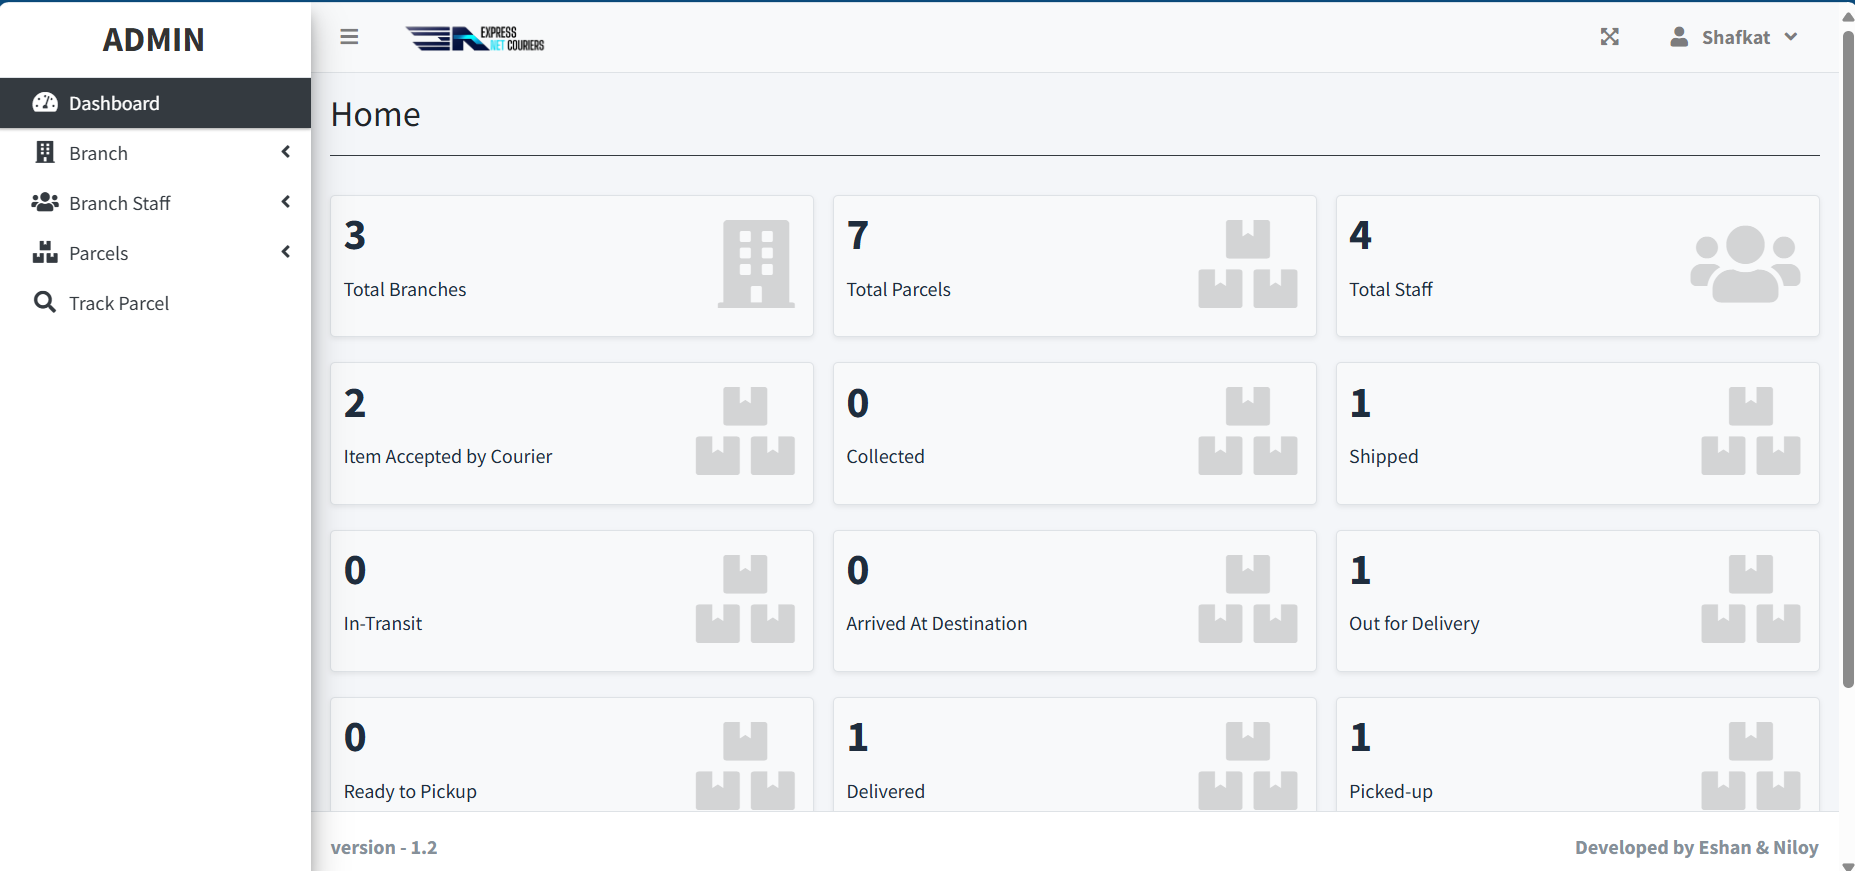 ADMIN
Dashboard
Branch
Branch Staff
Parcels
Track Parcel
EXPRESS
NET COURIERS
Shafkat
Home
3
Total Branches
7
Total Parcels
4
Total Staff
2
Item Accepted by Courier
0
Collected
1
Shipped
0
In-Transit
0
Arrived At Destination
1
Out for Delivery
0
Ready to Pickup
1
Delivered
1
Picked-up
version - 1.2
Developed by Eshan & Niloy